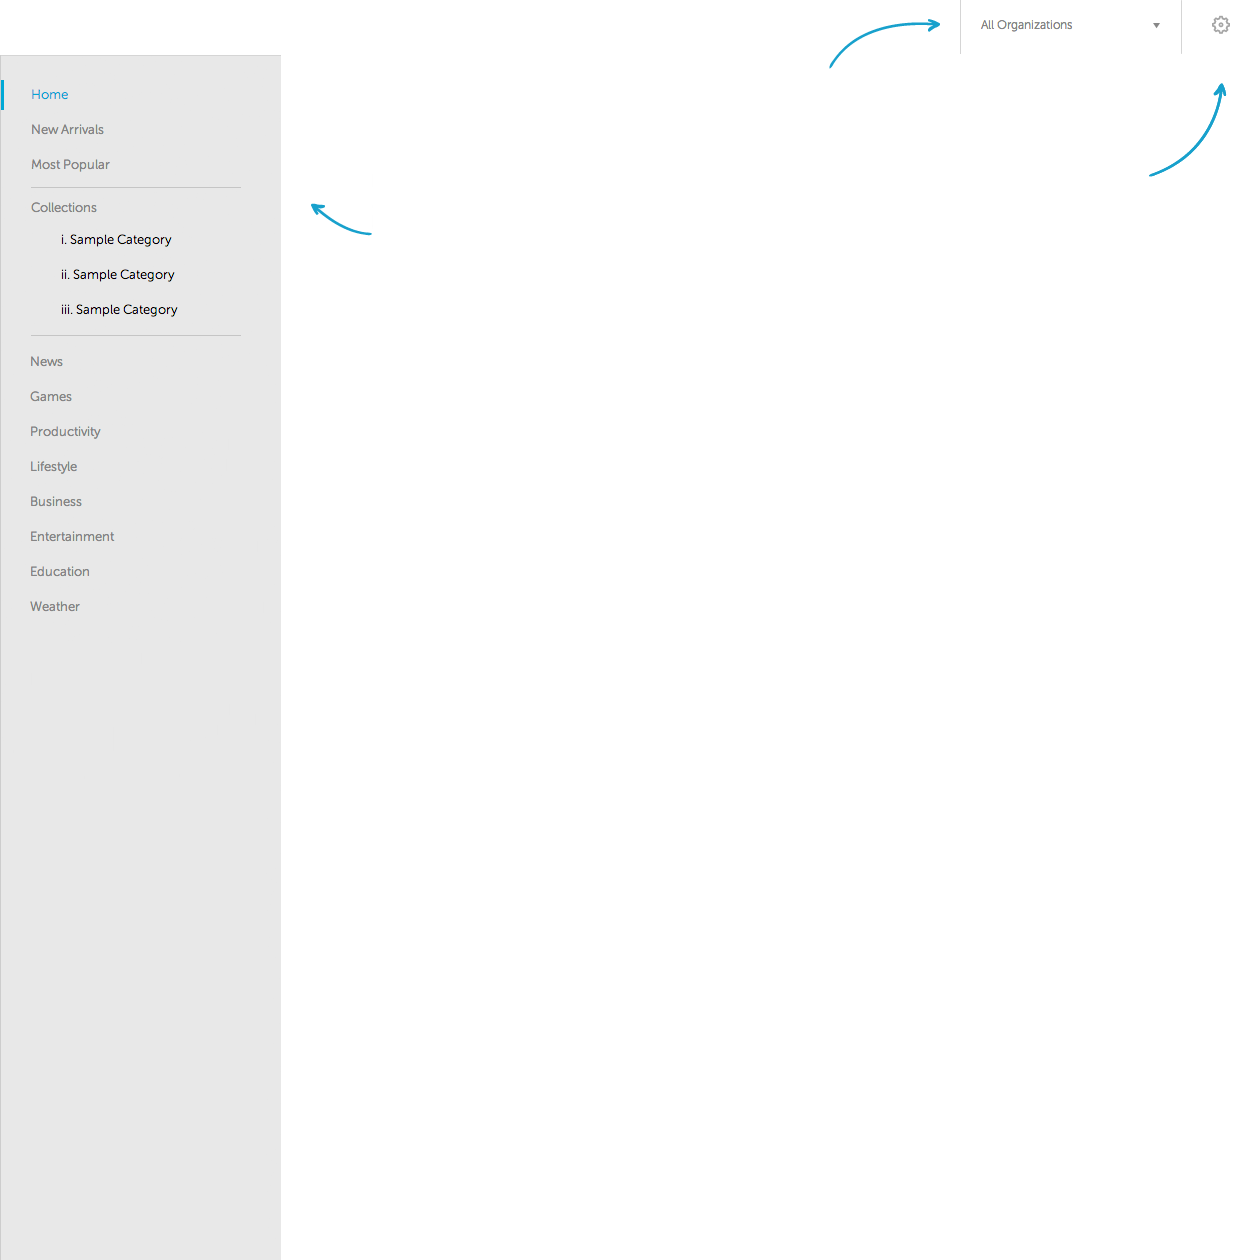 All Organizations
Home
New Arrivals
Most Popular
Collections
i. Sample Category
ii. Sample Category
iii. Sample Category
News
Games
Productivity
Lifestyle
Business
Entertainment
Education
Weather